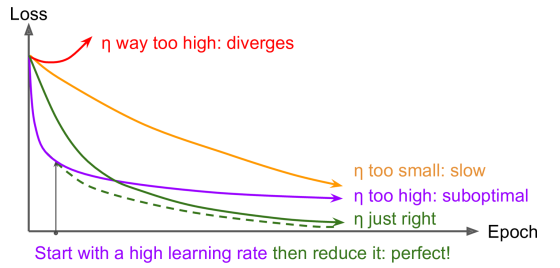 Loss
η way too high: diverges
η too small: slow
η too high: suboptimal
η just right
Epoch
Start with a high learning rate then reduce it: perfect!